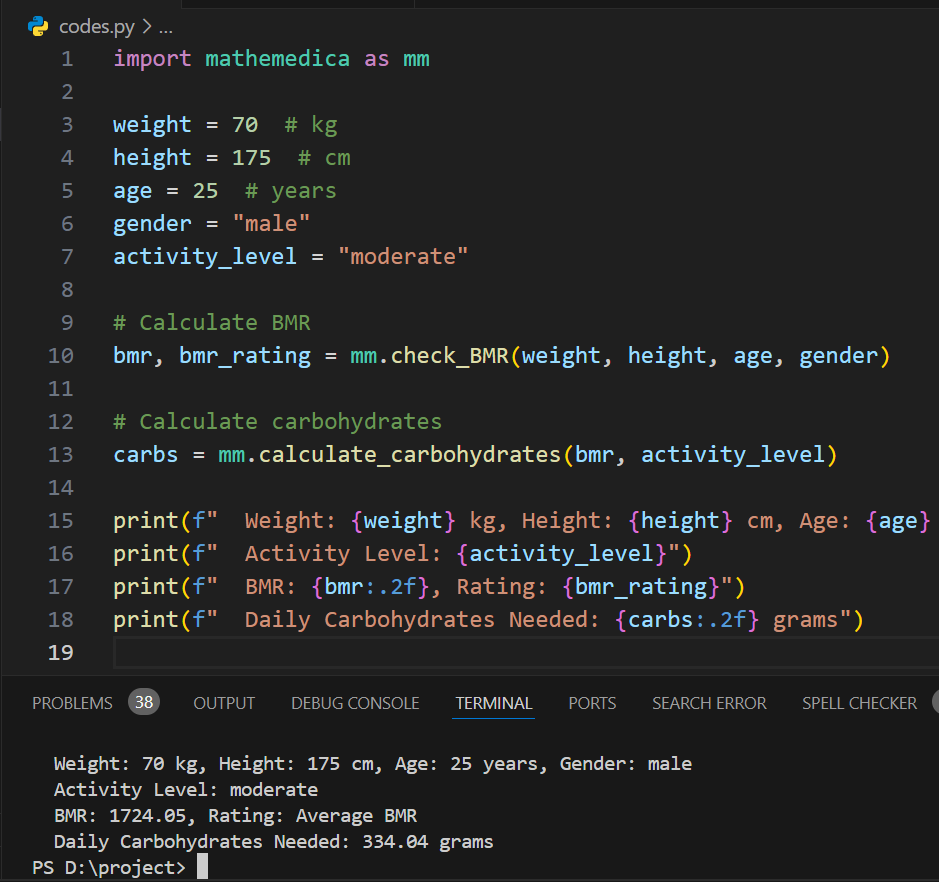 codes.py > ...
1 import mathemedica as mm
2
3 weight = 70  # kg
4 height = 175  # cm
5 age = 25  # years
6 gender = "male"
7 activity_level = "moderate"
8
9 # Calculate BMR
10 bmr, bmr_rating = mm.check_BMR(weight, height, age, gender)
11
12 # Calculate carbohydrates
13 carbs = mm.calculate_carbohydrates(bmr, activity_level)
14
15 print(f"  Weight: {weight} kg, Height: {height} cm, Age: {age}
16 print(f"  Activity Level: {activity_level}")
17 print(f"  BMR: {bmr:.2f}, Rating: {bmr_rating}")
18 print(f"  Daily Carbohydrates Needed: {carbs:.2f} grams")
19
PROBLEMS 38 OUTPUT DEBUG CONSOLE TERMINAL PORTS SEARCH ERROR SPELL CHECKER
Weight: 70 kg, Height: 175 cm, Age: 25 years, Gender: male
Activity Level: moderate
BMR: 1724.05, Rating: Average BMR
Daily Carbohydrates Needed: 334.04 grams
PS D:\project>